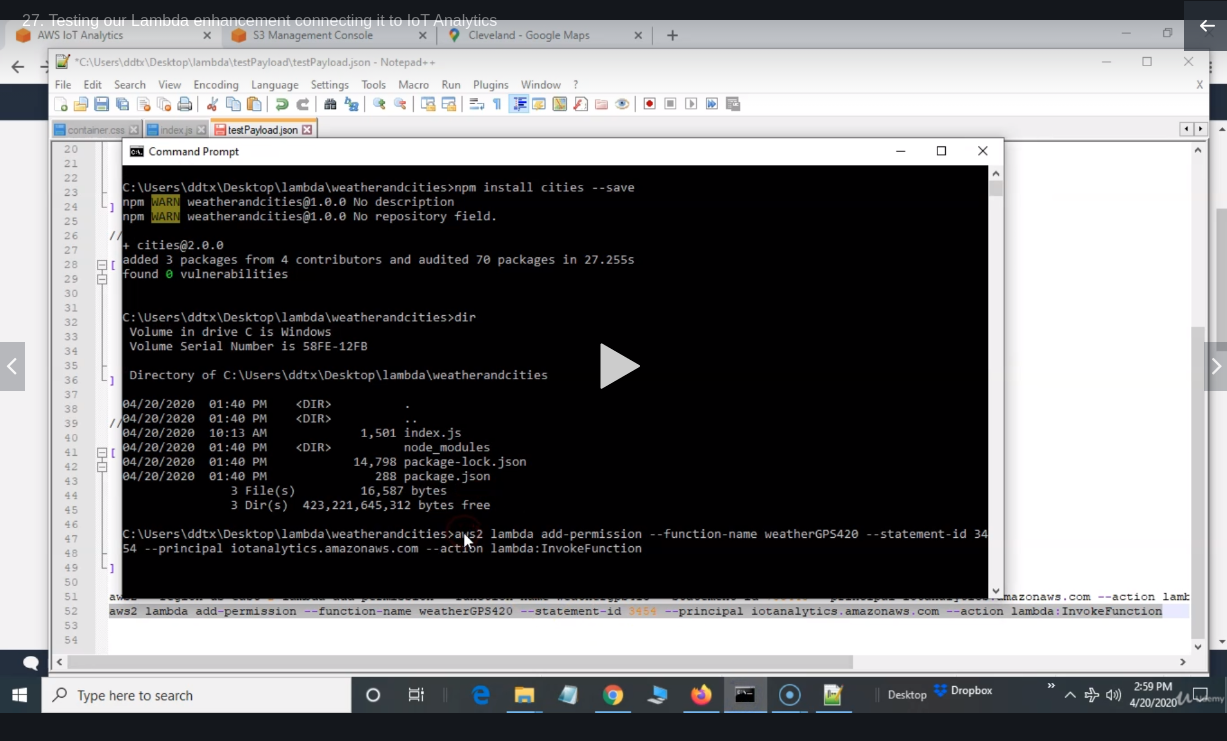 27. Testing our Lambda enhancement connecting it to IoT Analytics
AWS IoT Analytics
S3 Management Console
Cleveland - Google Maps
*C:\Users\ddtx\Desktop\lambda\testPayload\testPayload.json - Notepad++
File Edit Search View Encoding Language Settings Tools Macro Run Plugins Window ?
X
container.css index.js testPayload.json
Command Prompt
20
21
22
23
24 ]
25
26 //
27
28 [
29
30
31
32
33
34
35
36 ]
37
38
39 //
40
41 [
42
43
44
45
46
47
48
49 ]
50
C:\Users\ddtx\Desktop\lambda\weatherandcities>npm install cities --save
npm WARN weatherandcities@1.0.0 No description
npm WARN weatherandcities@1.0.0 No repository field.
+ cities@2.0.0
added 3 packages from 4 contributors and audited 70 packages in 27.255s
found 0 vulnerabilities
C:\Users\ddtx\Desktop\lambda\weatherandcities>dir
Volume in drive C is Windows
Volume Serial Number is 58FE-12FB
Directory of C:\Users\ddtx\Desktop\lambda\weatherandcities
04/20/2020 01:40 PM <DIR> .
04/20/2020 01:40 PM <DIR> ..
04/20/2020 10:13 AM 1,501 index.js
04/20/2020 01:40 PM <DIR> node_modules
04/20/2020 01:40 PM 14,798 package-lock.json
04/20/2020 01:40 PM 288 package.json
3 File(s) 16,587 bytes
3 Dir(s) 423,221,645,312 bytes free
C:\Users\ddtx\Desktop\lambda\weatherandcities>aws2 lambda add-permission --function-name weatherGPS420 --statement-id 34
54 --principal iotanalytics.amazonaws.com --action lambda:InvokeFunction
51 mazonaws.com --action lamb
52 aws2 lambda add-permission --function-name weatherGPS420 --statement-id 3454 --principal iotanalytics.amazonaws.com --action lambda:InvokeFunction
53
54
Type here to search
Desktop
Dropbox
2:59 PM
4/20/2020
Udemy